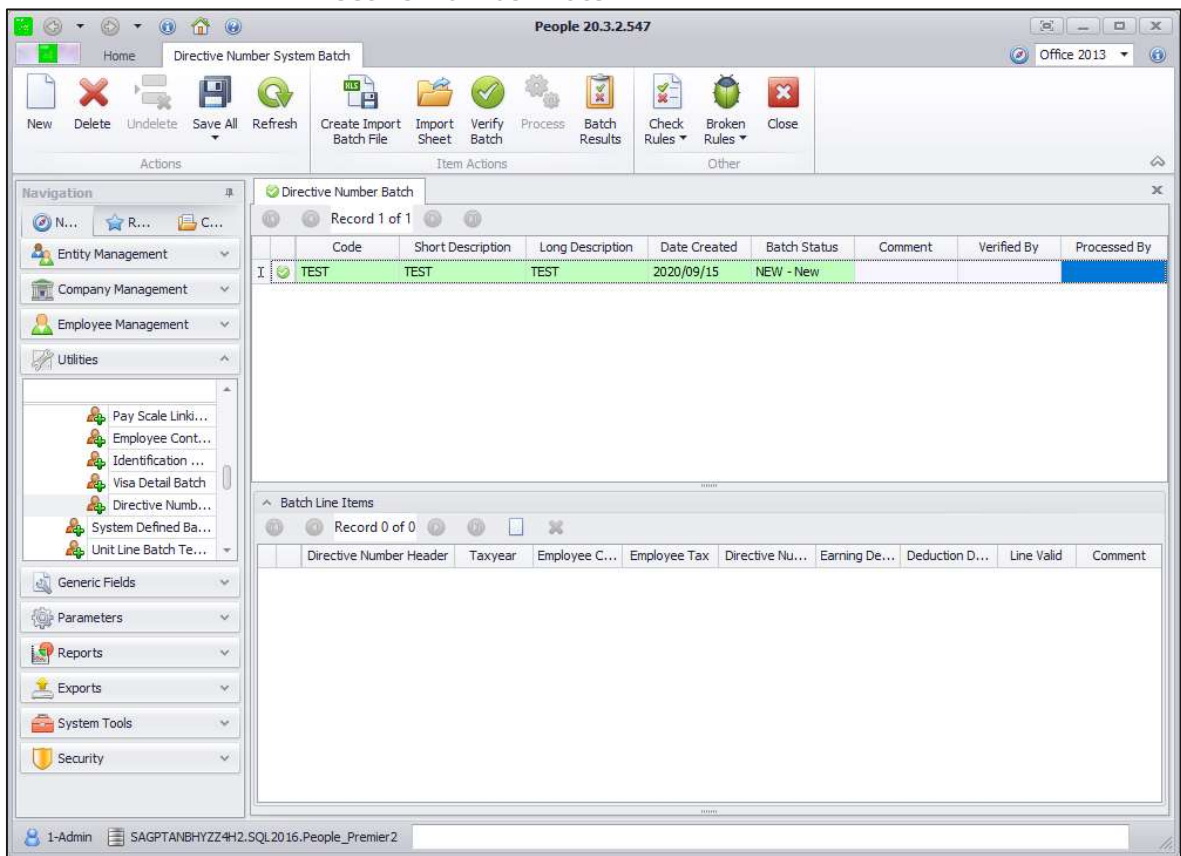 People 20.3.2.547
Home Directive Number System Batch Office 2013
New Delete Undelete Save All Refresh Create Import Batch File Import Sheet Verify Batch Process Batch Results Check Rules Broken Rules Close
Actions Item Actions Other
Navigation
N... R... C...
Entity Management
Company Management
Employee Management
Utilities
Pay Scale Linki...
Employee Cont...
Identification ...
Visa Detail Batch
Directive Numb...
System Defined Ba...
Unit Line Batch Te...
Generic Fields
Parameters
Reports
Exports
System Tools
Security
Directive Number Batch
Record 1 of 1
Code Short Description Long Description Date Created Batch Status Comment Verified By Processed By
TEST TEST TEST 2020/09/15 NEW - New
Batch Line Items
Record 0 of 0
Directive Number Header Taxyear Employee C... Employee Tax Directive Nu... Earning De... Deduction D... Line Valid Comment
1-Admin SAGPTANBHYZZ4H2.SQL2016.People_Premier2